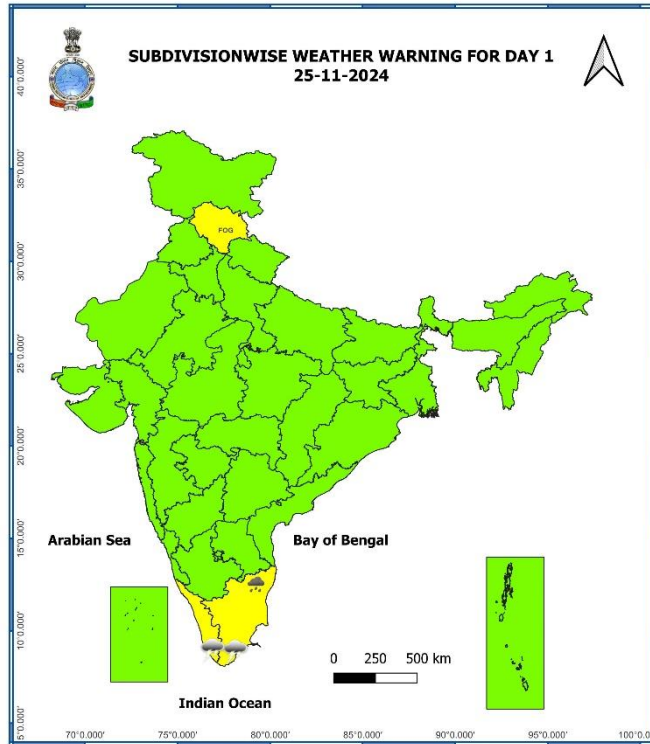 SUBDIVISIONWISE WEATHER WARNING FOR DAY 1
25-11-2024
40°0.000'
35°0.000'
FOG
30°0.000'
25°0.000'
20°0.000'
Arabian Sea
Bay of Bengal
15°0.000'
10°0.000'
0 250 500 km
Indian Ocean
5°0.000'
70°0.000' 75°0.000' 80°0.000' 85°0.000' 90°0.000' 95°0.000' 100°0.0